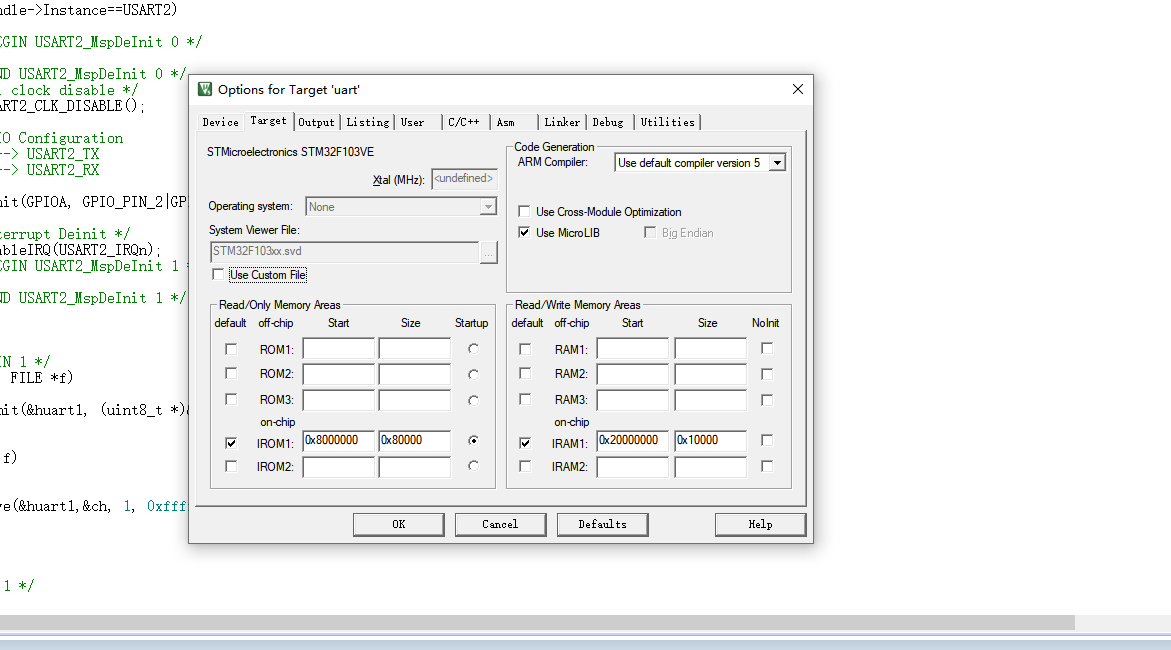 ndle->Instance==USART2)
EGIN USART2_MspDeInit 0 */
ND USART2_MspDeInit 0 */
clock disable */
ART2_CLK_DISABLE();
IO Configuration
--> USART2_TX
--> USART2_RX
nit(GPIOA, GPIO_PIN_2|GP
terrupt Deinit */
ableIRQ(USART2_IRQn);
EGIN USART2_MspDeInit 1 *
ND USART2_MspDeInit 1 */
IN 1 */
FILE *f)
mit(&huart1, (uint8_t *)&
f)
ve(&huart1,&ch, 1, 0xfff
1 */
Options for Target 'uart'
Device Target Output Listing User C/C++ Asm Linker Debug Utilities
STMicroelectronics STM32F103VE
Xtal (MHz): <undefined>
Operating system: None
System Viewer File:
STM32F103xx.svd ...
Use Custom File
Code Generation
ARM Compiler: Use default compiler version 5
Use Cross-Module Optimization
Use MicroLIB Big Endian
Read/Only Memory Areas
default off-chip Start Size Startup
ROM1:
ROM2:
ROM3:
on-chip
IROM1: 0x8000000 0x80000
IROM2:
Read/Write Memory Areas
default off-chip Start Size NoInit
RAM1:
RAM2:
RAM3:
on-chip
IRAM1: 0x20000000 0x10000
IRAM2:
OK Cancel Defaults Help